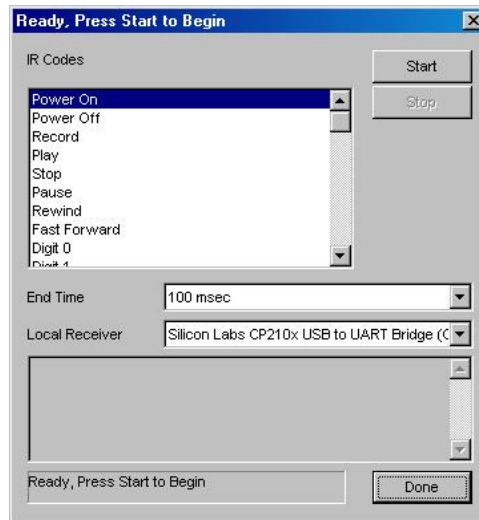 Ready, Press Start to Begin
IR Codes
Start
Stop
Power On
Power Off
Record
Play
Stop
Pause
Rewind
Fast Forward
Digit 0
Digit 1
End Time
100 msec
Local Receiver
Silicon Labs CP210x USB to UART Bridge (C
Ready, Press Start to Begin
Done